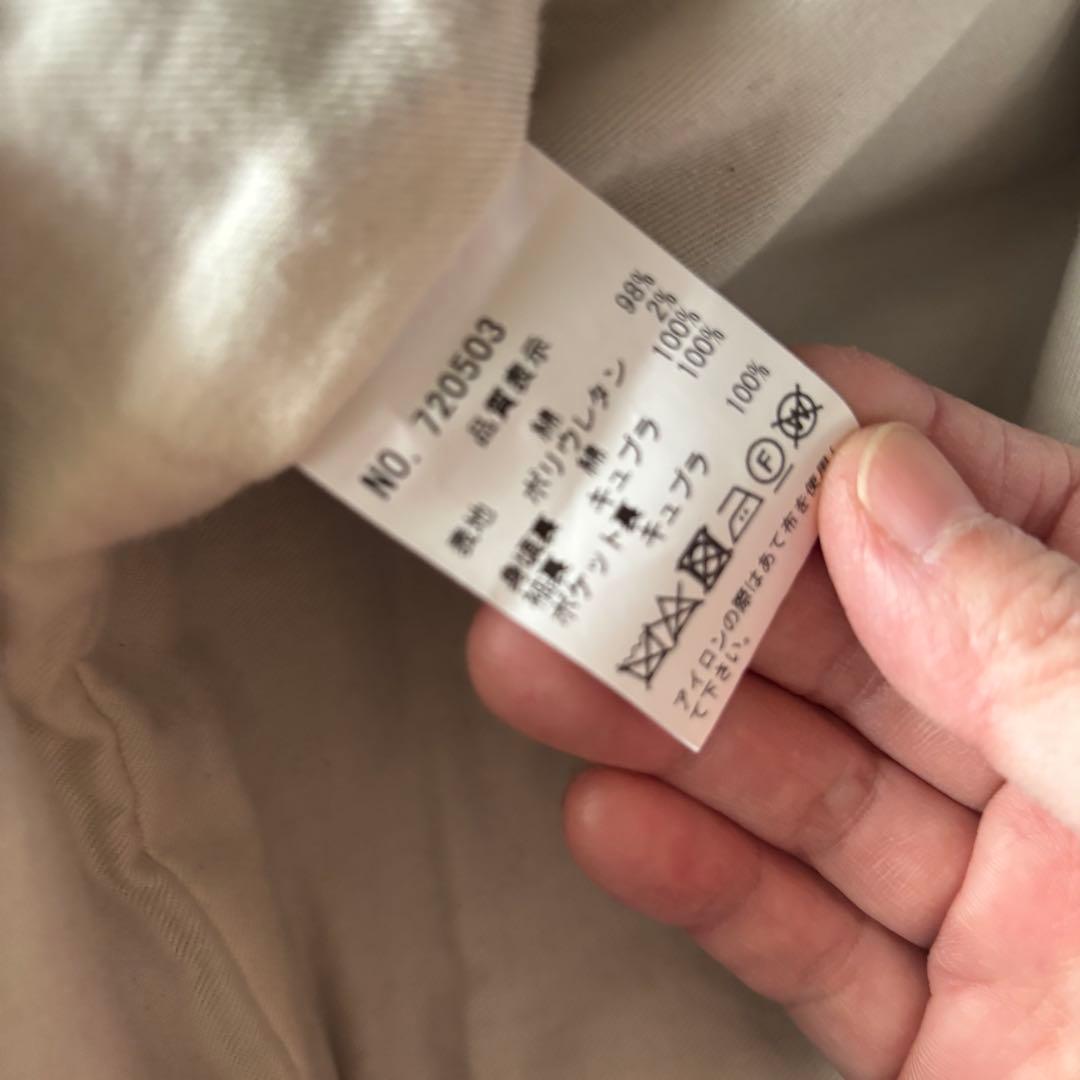 NO. 720503
品質表示
表地 綿 98%
ポリウレタン 2%
身頃裏 綿 100%
袖裏 キュプラ 100%
ポケット裏
キュプラ 100%
F
W
アイロンの際はあて布を使用し
て下さい。